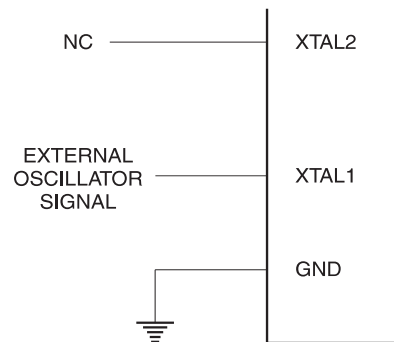 NC
XTAL2
EXTERNAL
OSCILLATOR
SIGNAL
XTAL1
GND